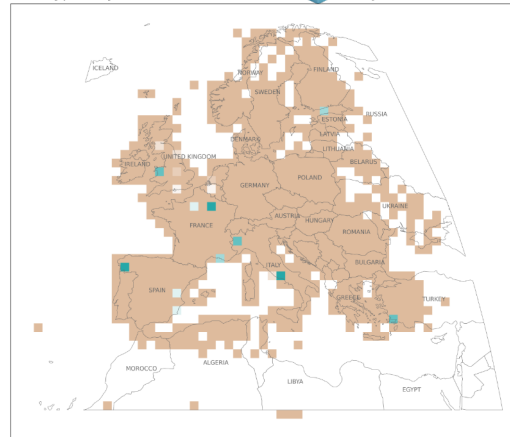 ICELAND
NORWAY
FINLAND
SWEDEN
RUSSIA
ESTONIA
LATVIA
DENMARK
LITHUANIA
UNITED KINGDOM
IRELAND
BELARUS
POLAND
GERMANY
UKRAINE
AUSTRIA
HUNGARY
FRANCE
ROMANIA
ITALY
BULGARIA
SPAIN
GREECE
TURKEY
MOROCCO
ALGERIA
LIBYA
EGYPT